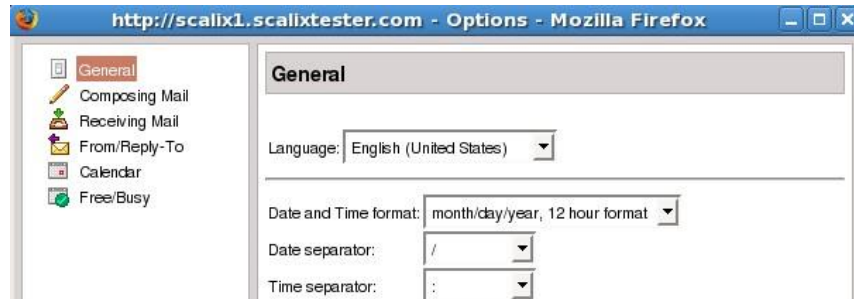 http://scalix1.scalixtester.com - Options - Mozilla Firefox
General
Composing Mail
Receiving Mail
From/Reply-To
Calendar
Free/Busy
General
Language: English (United States)
Date and Time format: month/day/year, 12 hour format
Date separator: /
Time separator: :